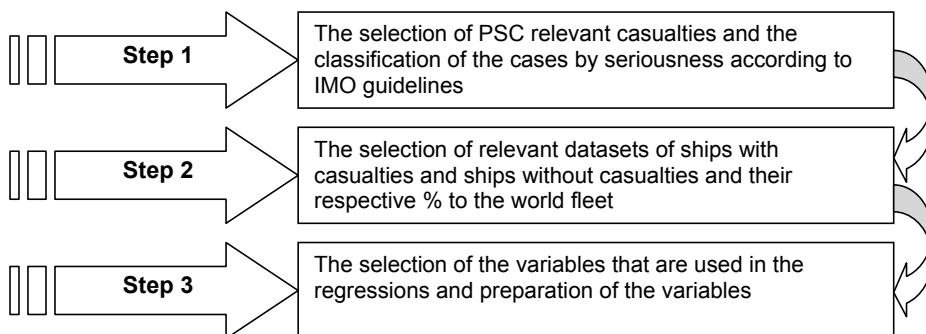 Step 1
The selection of PSC relevant casualties and the
classification of the cases by seriousness according to
IMO guidelines
Step 2
The selection of relevant datasets of ships with
casualties and ships without casualties and their
respective % to the world fleet
Step 3
The selection of the variables that are used in the
regressions and preparation of the variables